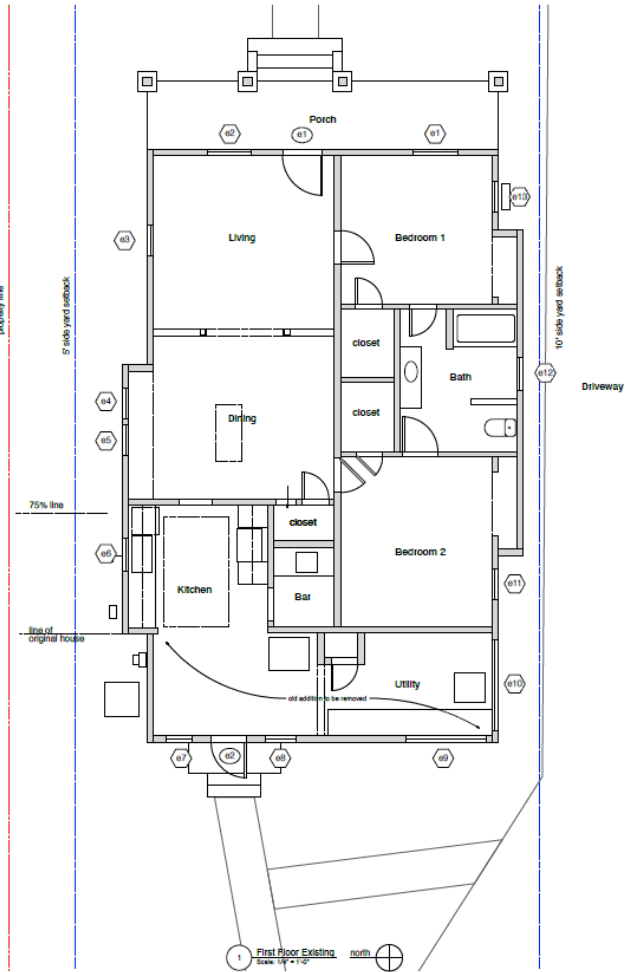 Porch
e2
e1
e1
e13
e3
Living
Bedroom 1
property line
5' side yard setback
10' side yard setback
closet
Bath
e12
Driveway
e4
closet
Dining
e5
75% line
closet
e6
Bedroom 2
e11
Kitchen
Bar
line of
original house
old addition to be removed
Utility
e10
e7
e2
e8
e9
1
First Floor Existing
Scale: 1/4" = 1'-0"
north